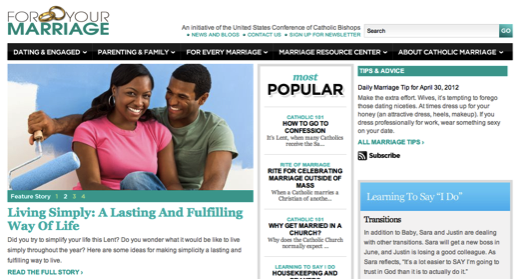 FOR YOUR
MARRIAGE
An initiative of the United States Conference of Catholic Bishops
NEWS AND BLOGS CONTACT US SIGN UP FOR NEWSLETTER
Search
GO
DATING & ENGAGED PARENTING & FAMILY FOR EVERY MARRIAGE MARRIAGE RESOURCE CENTER ABOUT CATHOLIC MARRIAGE
Feature Story 1 2 3 4
Living Simply: A Lasting And Fulfilling
Way Of Life
Did you try to simplify your life this Lent? Do you wonder what it would be like to live
simply throughout the year? Here are some ideas for making simplicity a lasting
and fulfilling way to live.
READ THE FULL STORY ›
most
POPULAR
CATHOLIC 101
HOW TO GO TO
CONFESSION
It's Lent, when many Catholics
receive the Sa...
RITE OF MARRIAGE
RITE FOR CELEBRATING
MARRIAGE OUTSIDE OF
MASS
When a Catholic marries a
Christian of anothe...
CATHOLIC 101
WHY GET MARRIED IN A
CHURCH?
Why does the Catholic Church
normally expect ...
LEARNING TO SAY I DO
HOUSEKEEPING AND
TIPS & ADVICE
Daily Marriage Tip for April 30, 2012
Make the extra effort. Wives, it's tempting to forego
those dating niceties. At times dress up for your
honey (an attractive dress, heels, makeup). If you
dress professionally for work, wear something sexy
on your date.
ALL MARRIAGE TIPS ›
Subscribe
Learning To Say "I Do"
Transitions
In addition to Baby, Sara and Justin are dealing
with other transitions. Sara will get a new boss in
June, and Justin is losing a good colleague. As
Sara reflects, "It's a lot easier to SAY I'm going to
trust in God than it is to actually do it."